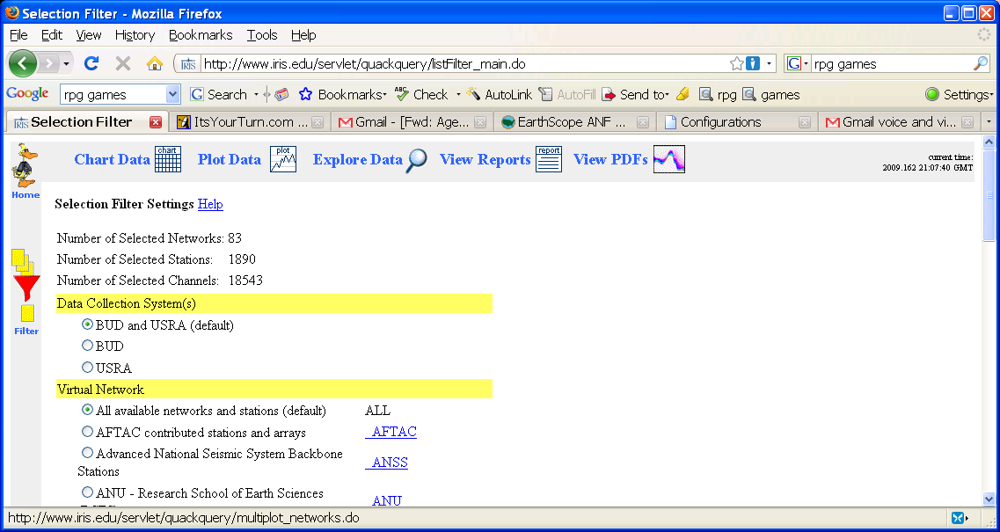 Selection Filter - Mozilla Firefox
File Edit View History Bookmarks Tools Help
IRIS http://www.iris.edu/servlet/quackquery/listFilter_main.do G rpg games
Google rpg games G Search Bookmarks ABC Check AutoLink AutoFill Send to rpg games Settings
IRIS Selection Filter ItsYourTurn.com ... Gmail - [Fwd: Age... EarthScope ANF ... Configurations Gmail voice and vi...
Chart Data chart Plot Data plot Explore Data View Reports report View PDFs
current time:
2009.162 21:07:40 GMT
Home
Selection Filter Settings Help
Number of Selected Networks: 83
Number of Selected Stations: 1890
Number of Selected Channels: 18543
Filter
Data Collection System(s)
BUD and USRA (default)
BUD
USRA
Virtual Network
All available networks and stations (default) ALL
AFTAC contributed stations and arrays _AFTAC
Advanced National Seismic System Backbone
Stations _ANSS
ANU - Research School of Earth Sciences
_ANU
http://www.iris.edu/servlet/quackquery/multiplot_networks.do